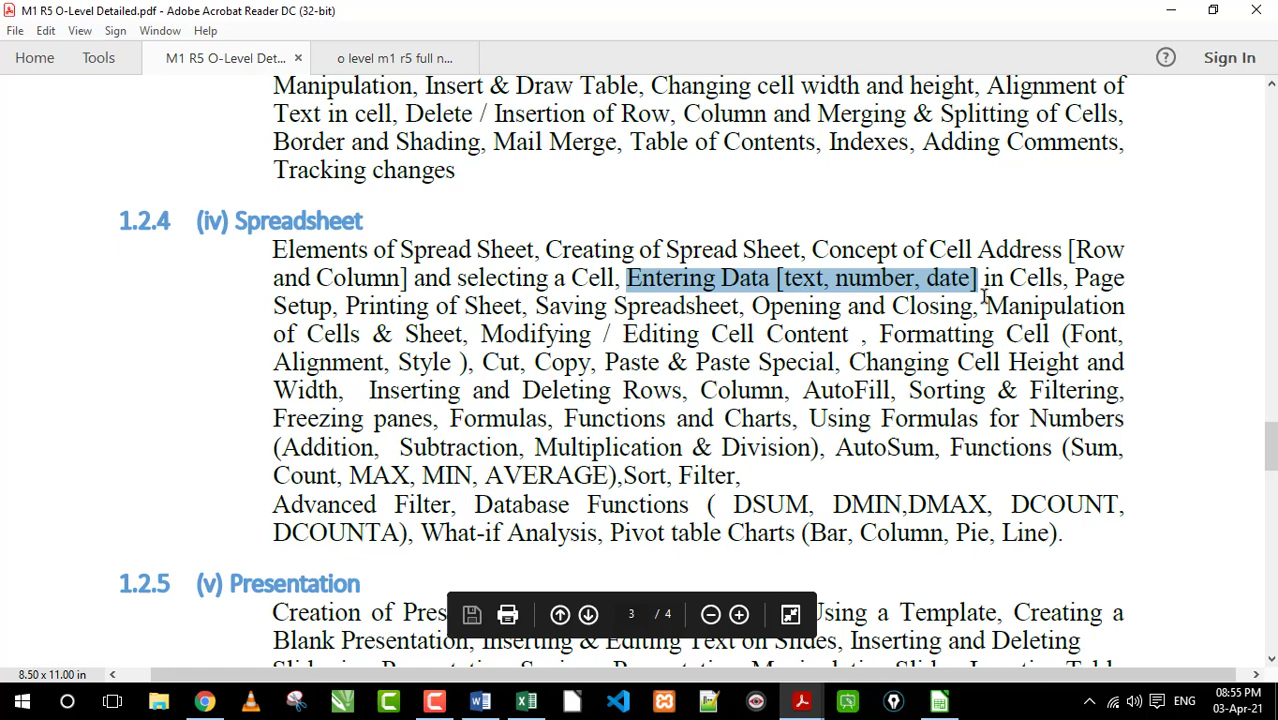 M1 R5 O-Level Detailed.pdf - Adobe Acrobat Reader DC (32-bit)
File Edit View Sign Window Help
Home Tools M1 R5 O-Level Det... × o level m1 r5 full n... Sign In
Manipulation, Insert & Draw Table, Changing cell width and height, Alignment of
Text in cell, Delete / Insertion of Row, Column and Merging & Splitting of Cells,
Border and Shading, Mail Merge, Table of Contents, Indexes, Adding Comments,
Tracking changes
1.2.4 (iv) Spreadsheet
Elements of Spread Sheet, Creating of Spread Sheet, Concept of Cell Address [Row
and Column] and selecting a Cell, Entering Data [text, number, date] in Cells, Page
Setup, Printing of Sheet, Saving Spreadsheet, Opening and Closing, Manipulation
of Cells & Sheet, Modifying / Editing Cell Content , Formatting Cell (Font,
Alignment, Style ), Cut, Copy, Paste & Paste Special, Changing Cell Height and
Width, Inserting and Deleting Rows, Column, AutoFill, Sorting & Filtering,
Freezing panes, Formulas, Functions and Charts, Using Formulas for Numbers
(Addition, Subtraction, Multiplication & Division), AutoSum, Functions (Sum,
Count, MAX, MIN, AVERAGE),Sort, Filter,
Advanced Filter, Database Functions ( DSUM, DMIN,DMAX, DCOUNT,
DCOUNTA), What-if Analysis, Pivot table Charts (Bar, Column, Pie, Line).
1.2.5 (v) Presentation
Creation of Pres Using a Template, Creating a
Blank Presentation, Inserting & Editing Text on Slides, Inserting and Deleting
3 / 4
8.50 x 11.00 in
ENG 08:55 PM
03-Apr-21